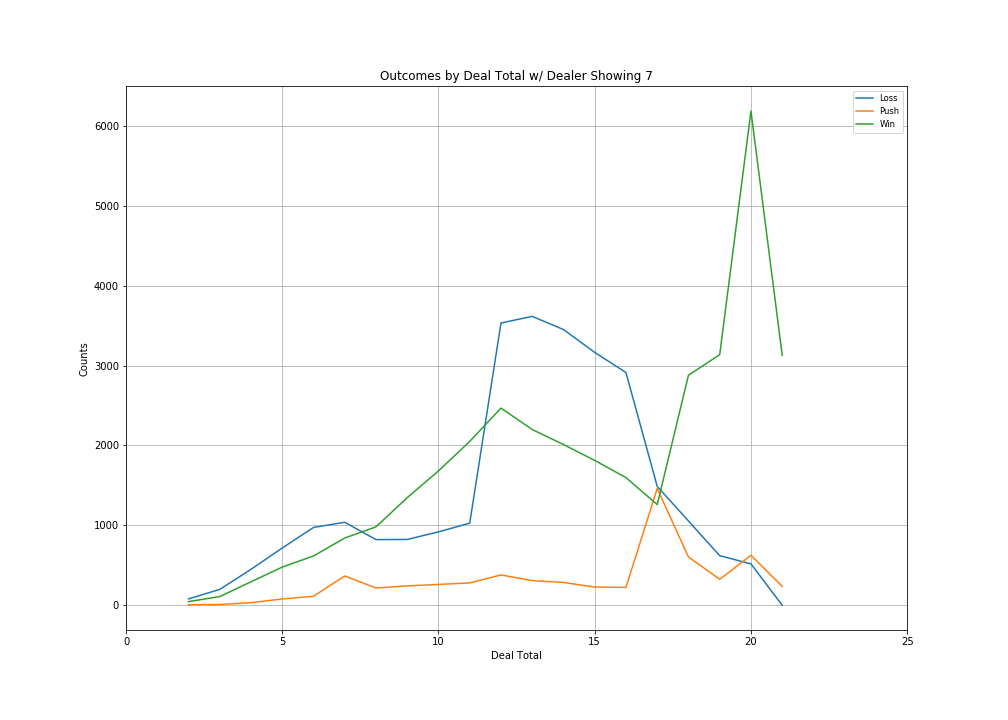 Outcomes by Deal Total w/ Dealer Showing 7
Loss
Push
Win
6000
5000
4000
3000
2000
1000
0
Counts
0 5 10 15 20 25
Deal Total